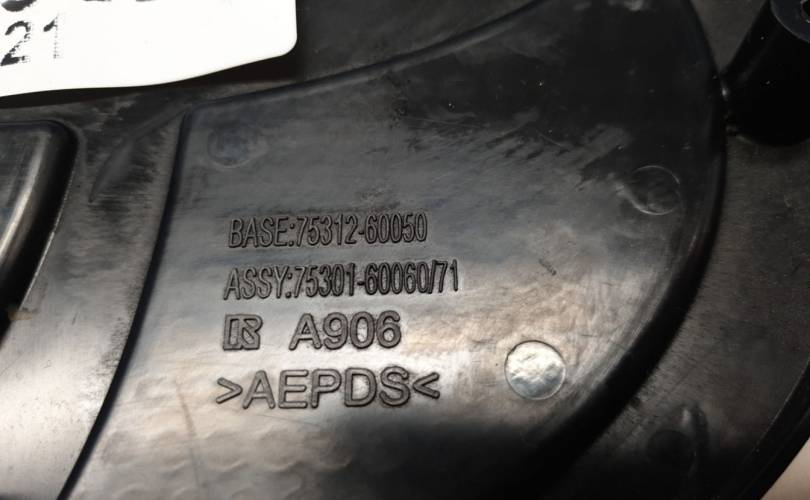 21
BASE:75312-60050
ASSY:75301-60060/71
A906
>AEPDS<